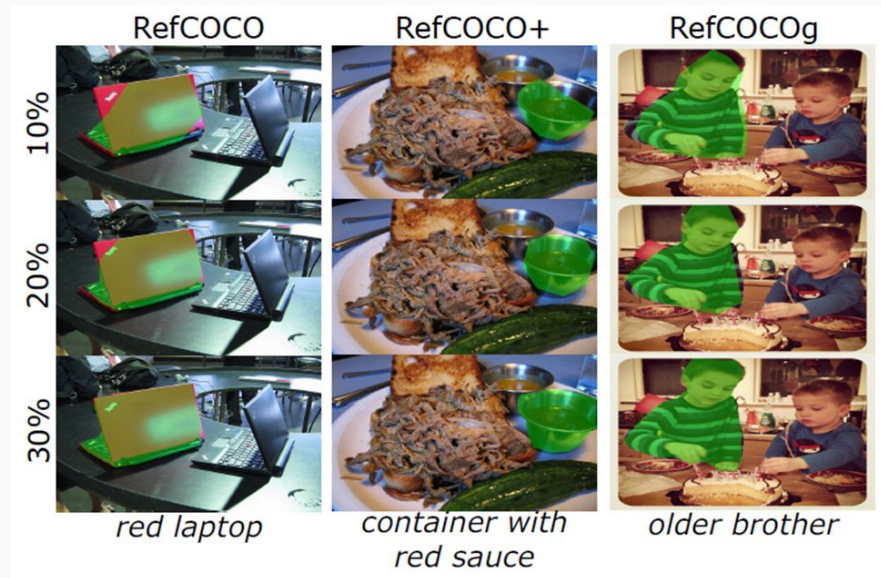 RefCOCO RefCOCO+ RefCOCOg
10%
20%
30%
red laptop
container with
red sauce
older brother